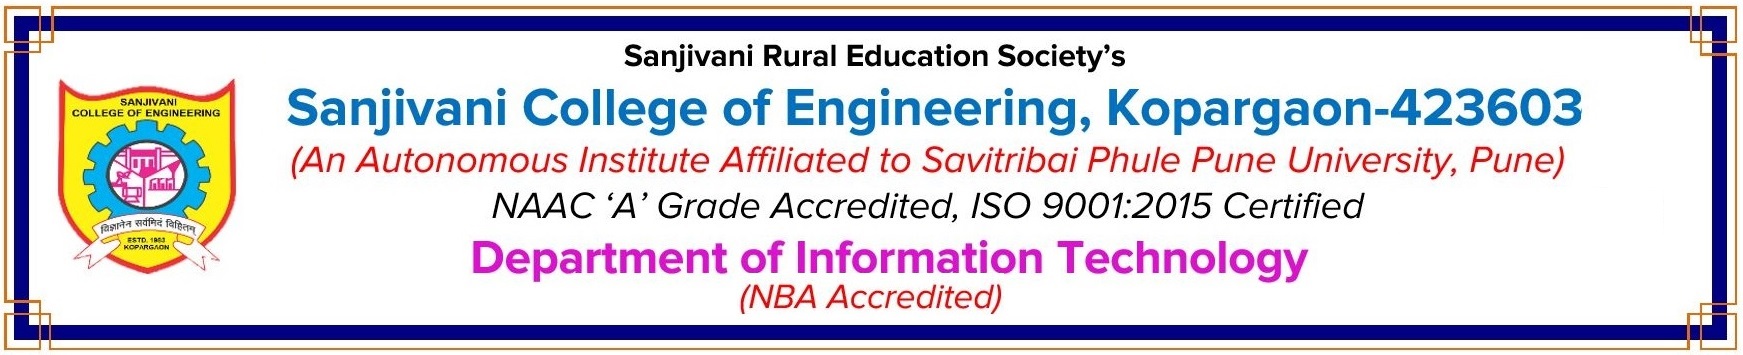 Sanjivani Rural Education Society’s
Sanjivani College of Engineering, Kopargaon-423603
(An Autonomous Institute Affiliated to Savitribai Phule Pune University, Pune)
NAAC ‘A’ Grade Accredited, ISO 9001:2015 Certified
Department of Information Technology
(NBA Accredited)
SANJIVANI
COLLEGE OF ENGINEERING
विज्ञानेन सर्वमिदं विहितम्
ESTD. 1983
KOPARGAON